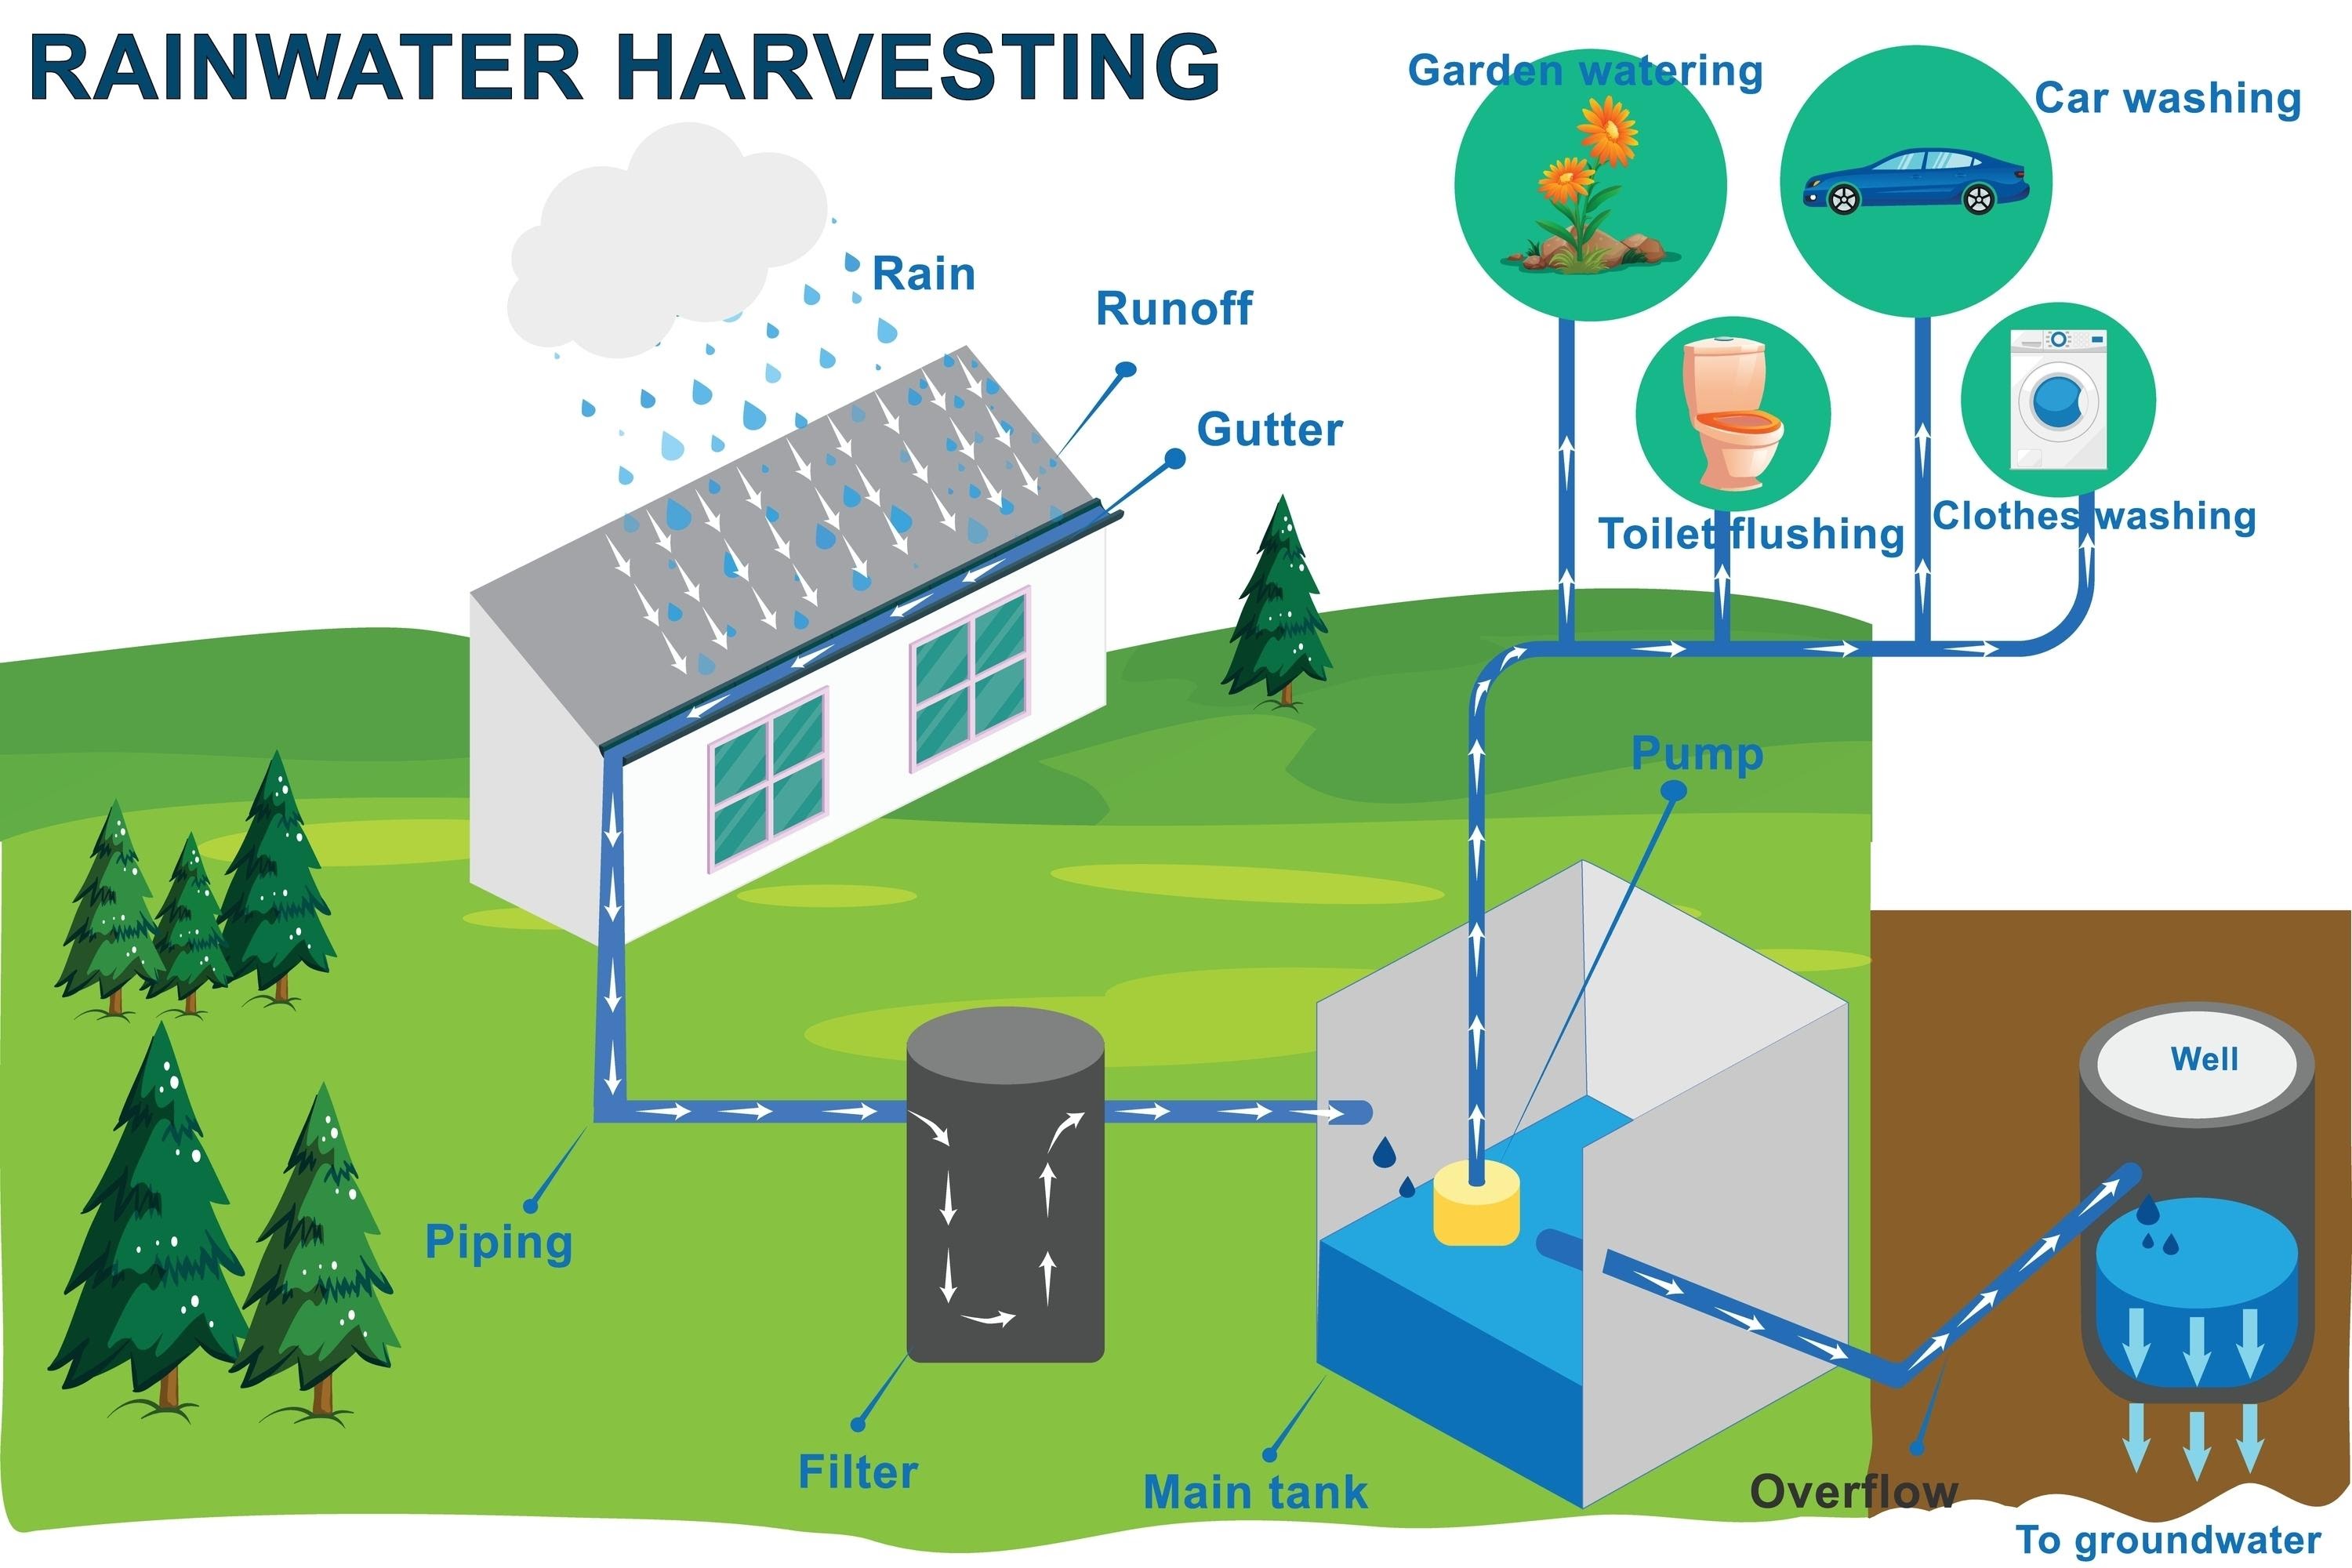 RAINWATER HARVESTING
Garden watering
Car washing
Rain
Runoff
Gutter
Toilet flushing
Clothes washing
Pump
Well
Piping
Filter
Main tank
Overflow
To groundwater